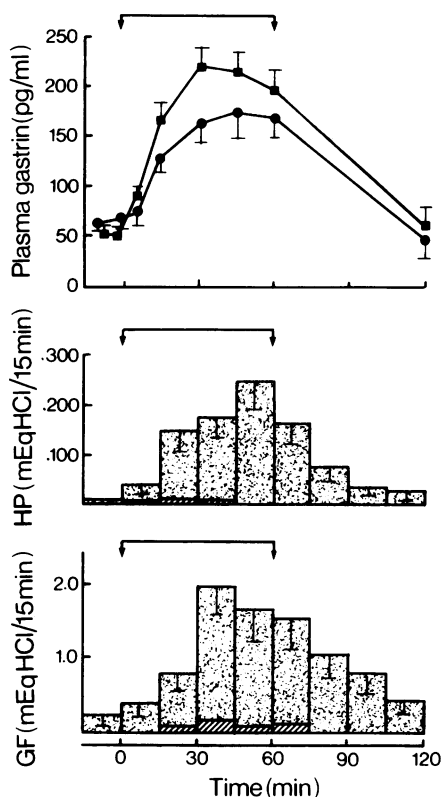 Plasma gastrin(pg/ml)
250
200
150
100
50
0
HP (mEqHCl/15min)
.300
.200
.100
GF(mEqHCl/15min)
2.0
1.0
0 30 60 90 120
Time(min)